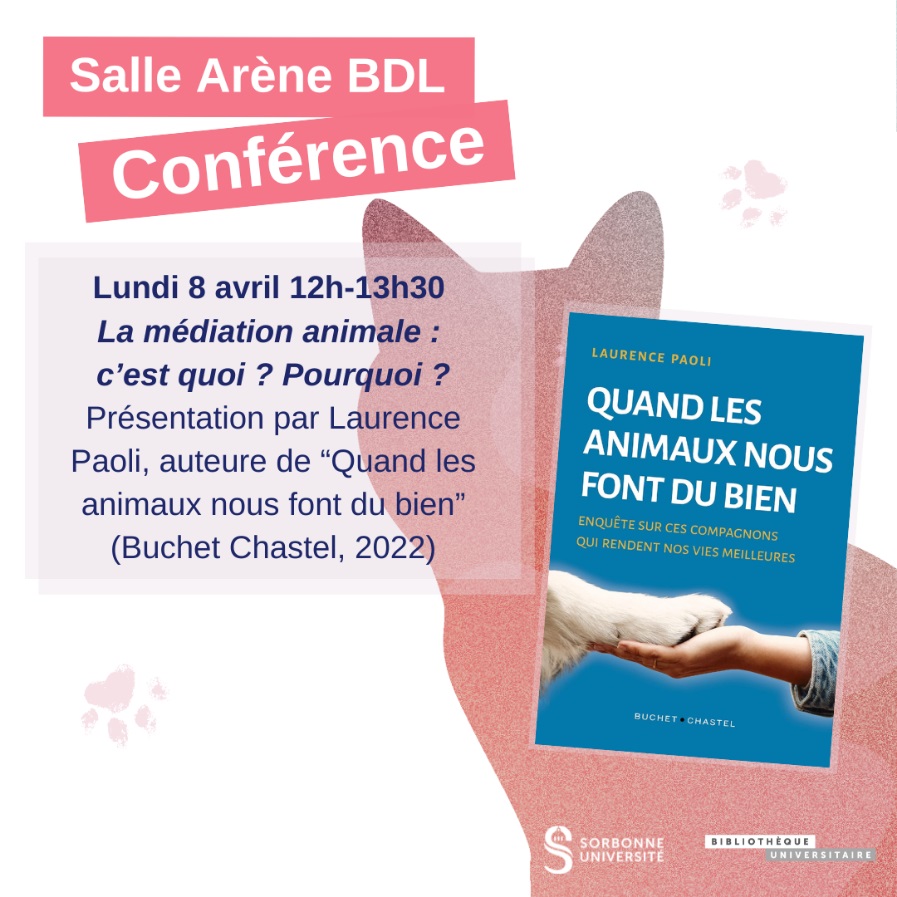 Salle Arène BDL
Conférence
Lundi 8 avril 12h-13h30
La médiation animale :
c’est quoi ? Pourquoi ?
Présentation par Laurence
Paoli, auteure de “Quand les
animaux nous font du bien”
(Buchet Chastel, 2022)
LAURENCE PAOLI
QUAND LES
ANIMAUX NOUS
FONT DU BIEN
ENQUÊTE SUR CES COMPAGNONS
QUI RENDENT NOS VIES MEILLEURES
BUCHET • CHASTEL
SORBONNE
UNIVERSITÉ
BIBLIOTHÈQUE
UNIVERSITAIRE